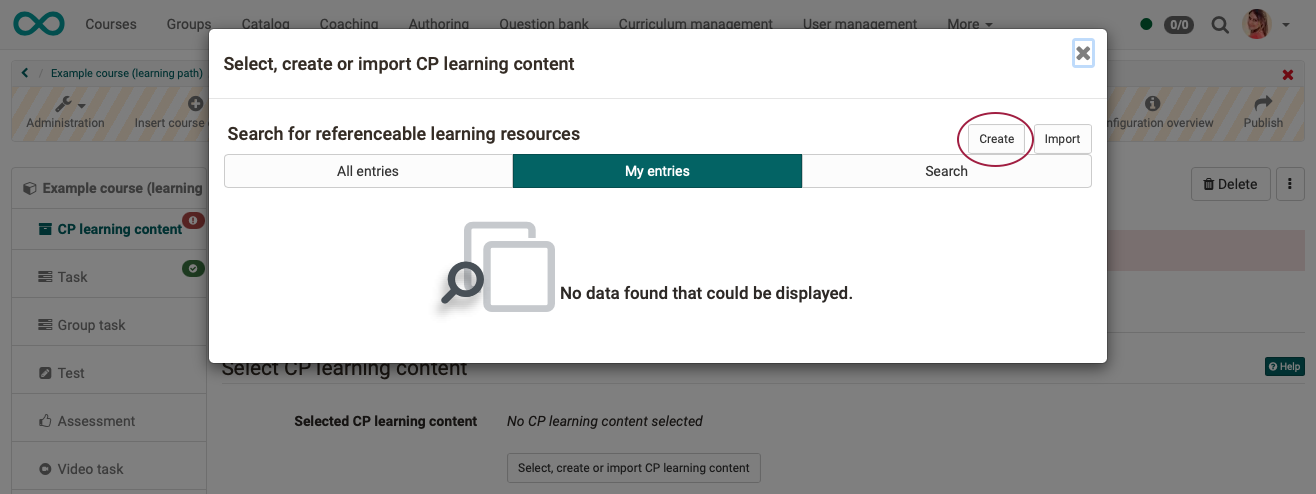 Courses Groups Catalog Coaching Authoring Question bank Curriculum management User management More 0/0
Select, create or import CP learning content
Example course (learning path)
Administration Insert course figuration overview Publish
Search for referenceable learning resources Create Import
All entries My entries Search
Example course (learning
Delete
CP learning content
Task
No data found that could be displayed.
Group task
Select CP learning content Help
Test
Assessment Selected CP learning content No CP learning content selected
Video task Select, create or import CP learning content